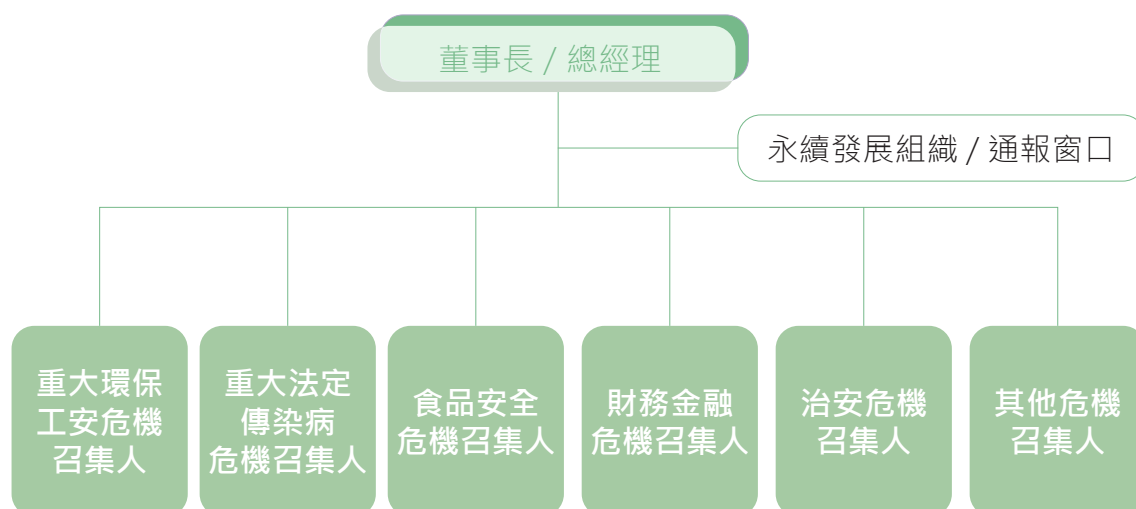 董事長 / 總經理
永續發展組織 / 通報窗口
重大環保
工安危機
召集人
重大法定
傳染病
危機召集人
食品安全
危機召集人
財務金融
危機召集人
治安危機
召集人
其他危機
召集人